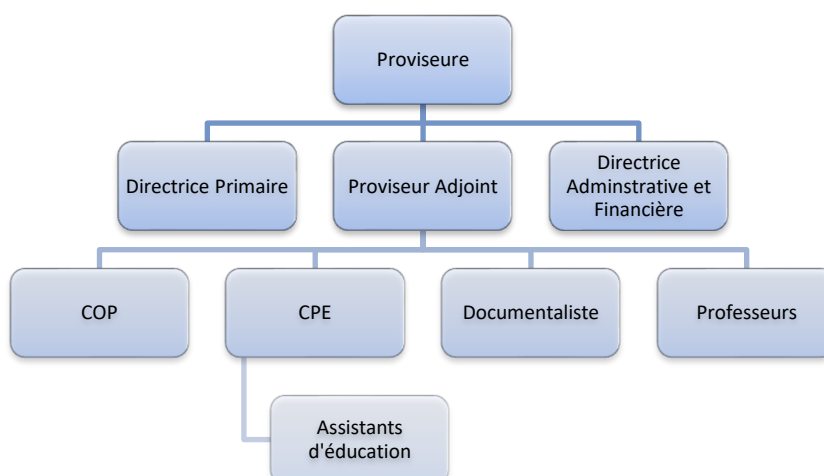 Proviseure
Directrice Primaire
Proviseur Adjoint
Directrice
Adminstrative et
Financière
COP
CPE
Documentaliste
Professeurs
Assistants
d'éducation